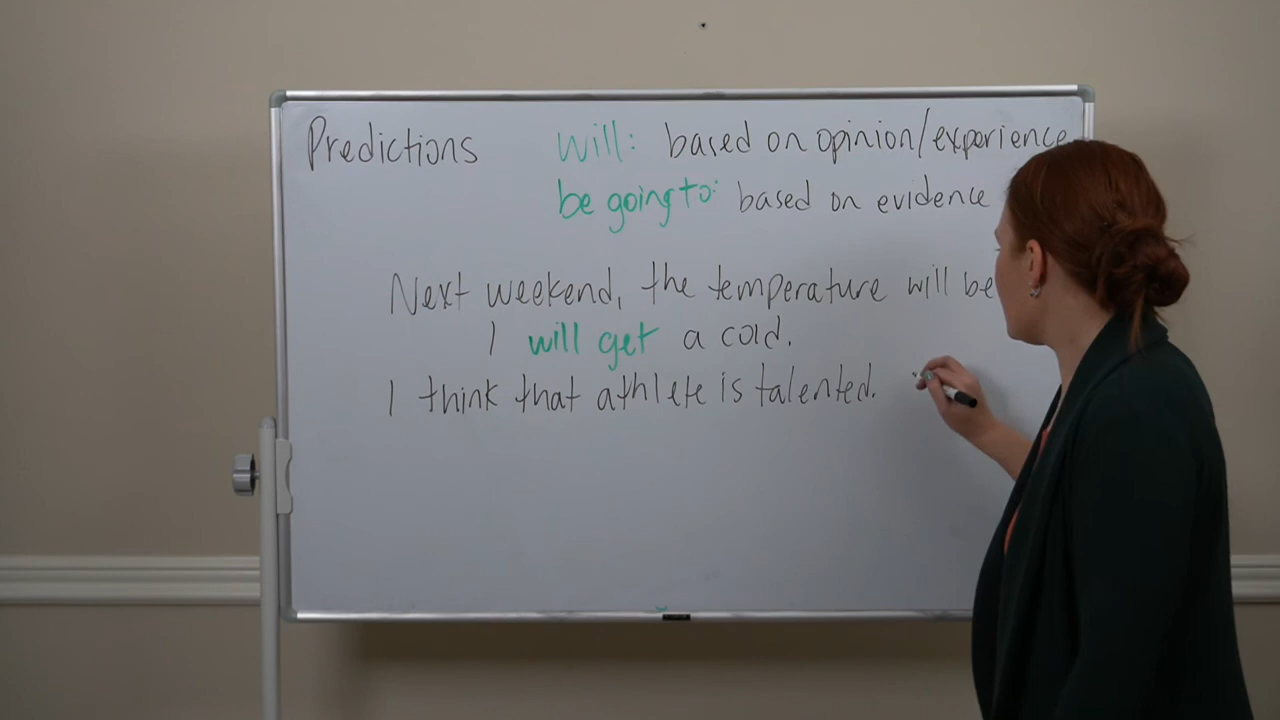 Predictions will: based on opinion/experience
be going to: based on evidence
Next weekend, the temperature will be
I will get a cold.
I think that athlete is talented.